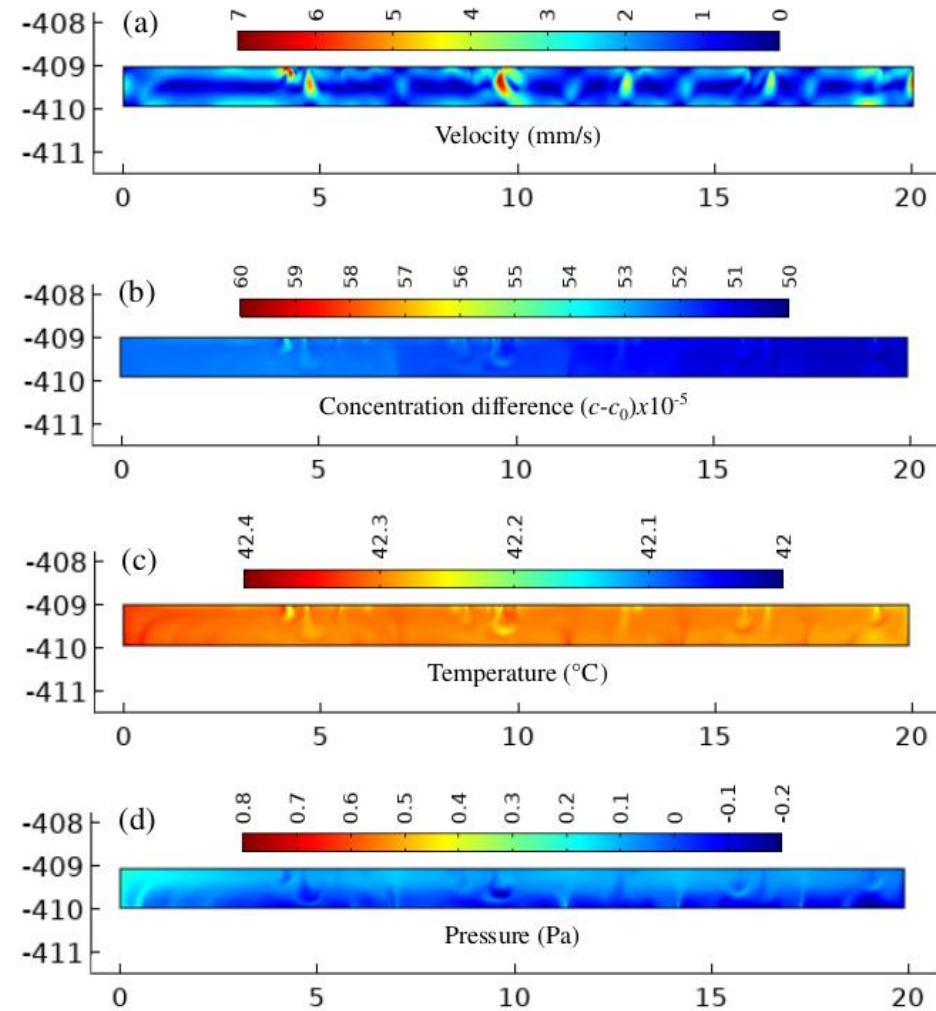 (a)
7 6 5 4 3 2 1 0
-408
-409
-410
-411
Velocity (mm/s)
0 5 10 15 20
(b)
60 59 58 57 56 55 54 53 52 51 50
-408
-409
-410
-411
Concentration difference (c-c₀)x10⁻⁵
0 5 10 15 20
(c)
42.4 42.3 42.2 42.1 42
-408
-409
-410
-411
Temperature (°C)
0 5 10 15 20
(d)
0.8 0.7 0.6 0.5 0.4 0.3 0.2 0.1 0 -0.1 -0.2
-408
-409
-410
-411
Pressure (Pa)
0 5 10 15 20